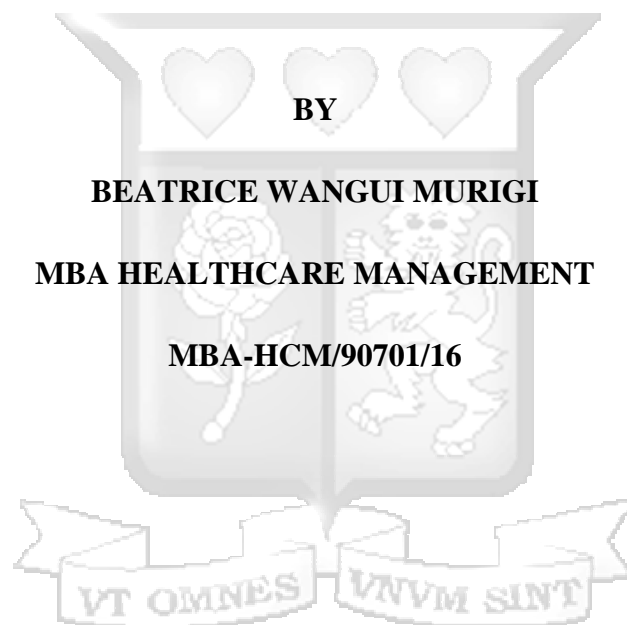 BY
BEATRICE WANGUI MURIGI
MBA HEALTHCARE MANAGEMENT
MBA-HCM/90701/16
VT OMNES VNVM SINT